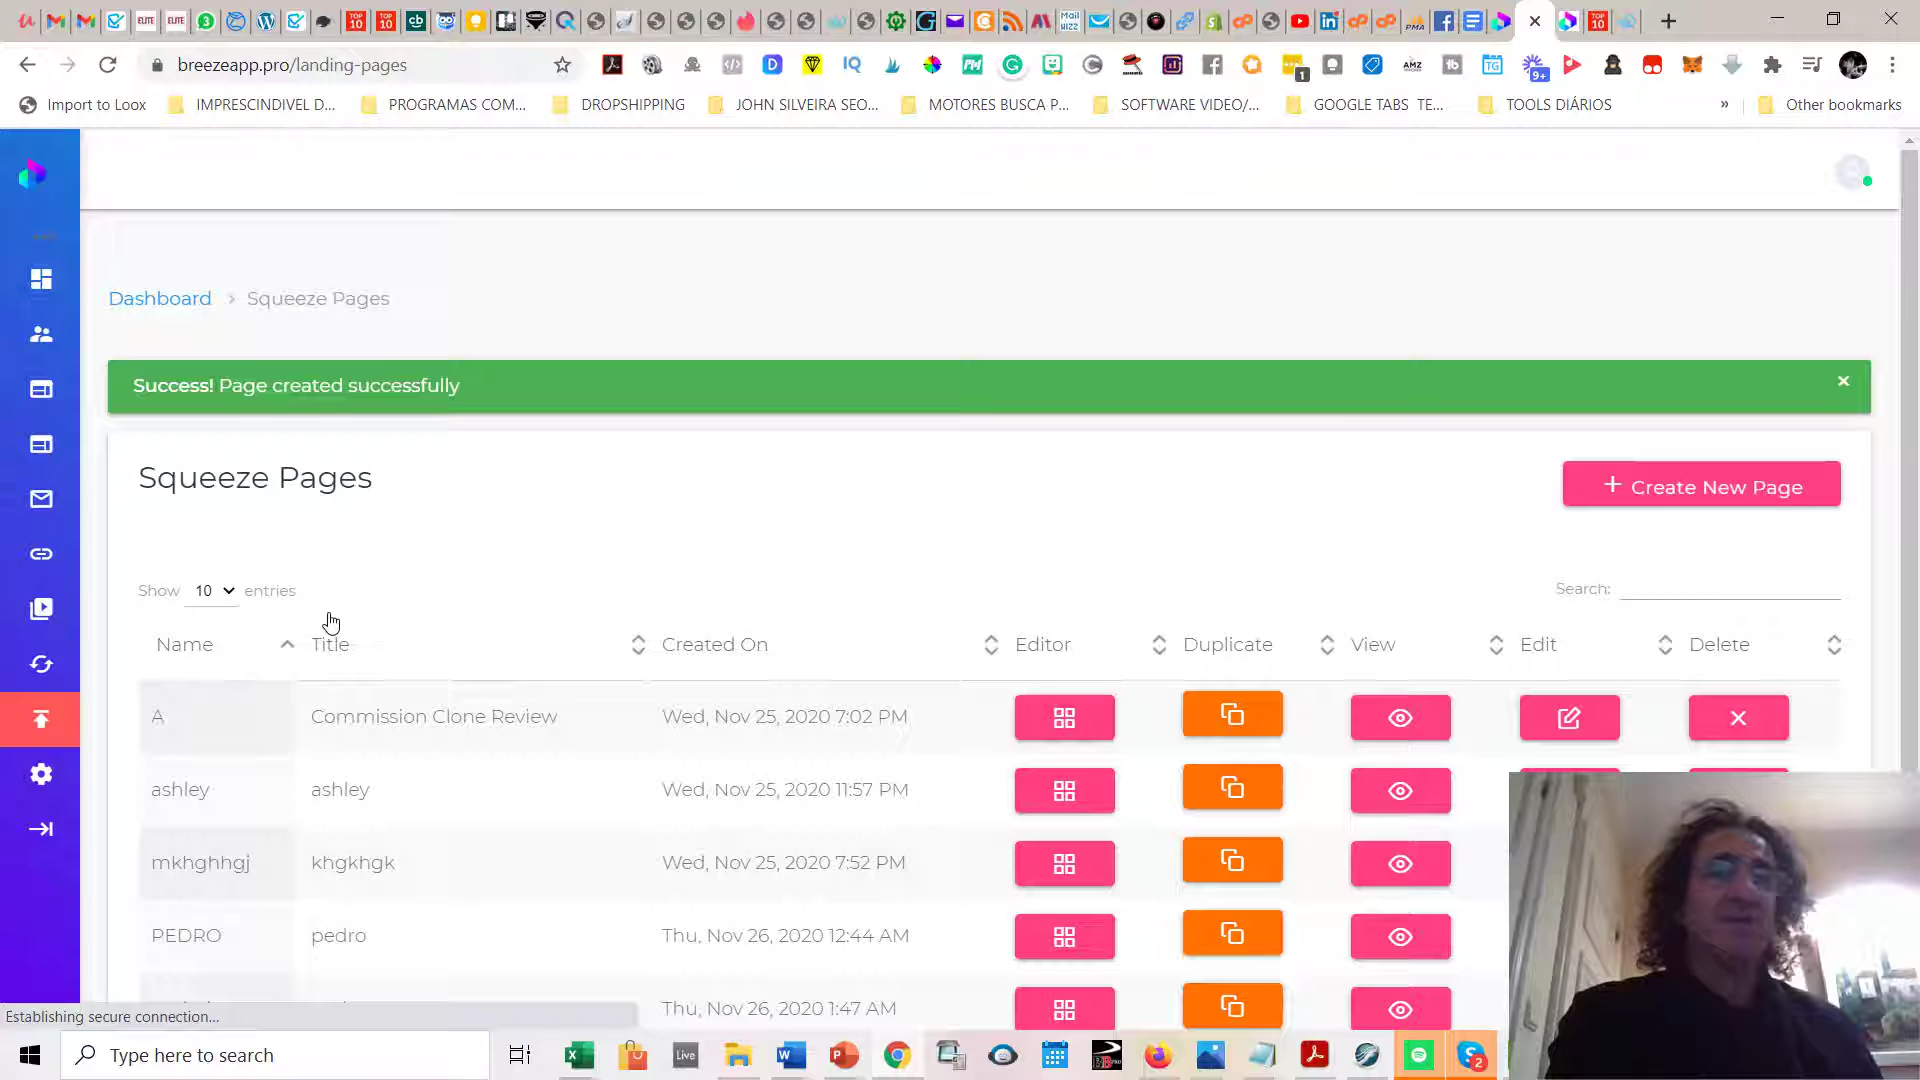 breezeapp.pro/landing-pages
Import to Loox
IMPRESCINDIVEL D...
PROGRAMAS COM...
DROPSHIPPING
JOHN SILVEIRA SEO...
MOTORES BUSCA P...
SOFTWARE VIDEO/...
GOOGLE TABS TE...
TOOLS DIÁRIOS
»
Other bookmarks
Dashboard > Squeeze Pages
Success! Page created successfully
×
Squeeze Pages
+ Create New Page
Show 10 entries
Search:
Name Title Created On Editor Duplicate View Edit Delete
A Commission Clone Review Wed, Nov 25, 2020 7:02 PM
ashley ashley Wed, Nov 25, 2020 11:57 PM
mkhghhgj khgkhgk Wed, Nov 25, 2020 7:52 PM
PEDRO pedro Thu, Nov 26, 2020 12:44 AM
Thu, Nov 26, 2020 1:47 AM
Establishing secure connection...
Type here to search
Live
2